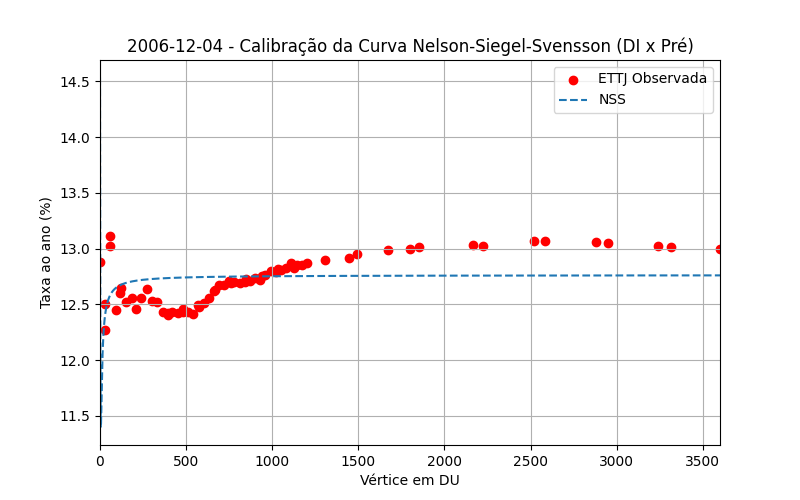 2006-12-04 - Calibração da Curva Nelson-Siegel-Svensson (DI x Pré)
ETTJ Observada
NSS
Taxa ao ano (%)
14.5
14.0
13.5
13.0
12.5
12.0
11.5
0 500 1000 1500 2000 2500 3000 3500
Vértice em DU